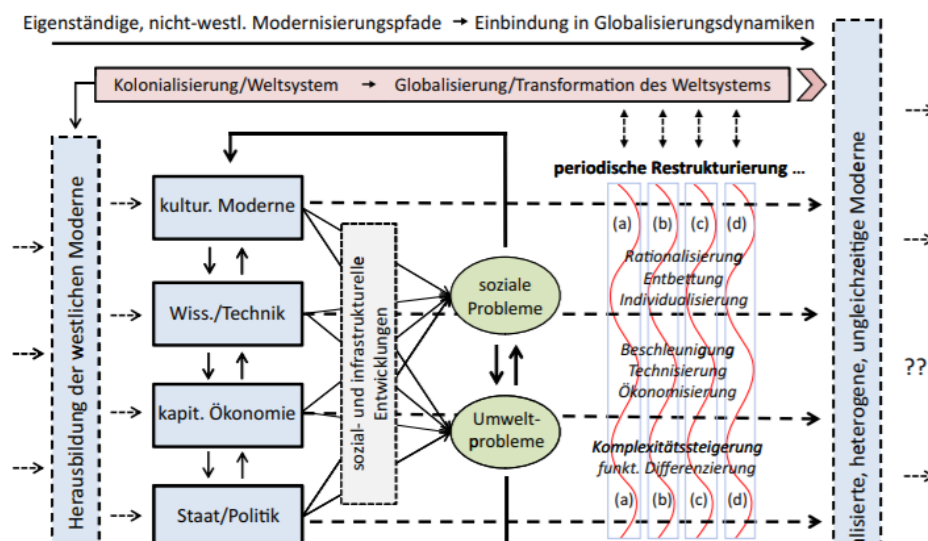 Eigenständige, nicht-westl. Modernisierungspfade → Einbindung in Globalisierungsdynamiken
Kolonialisierung/Weltsystem → Globalisierung/Transformation des Weltsystems
periodische Restrukturierung ...
Herausbildung der westlichen Moderne
kultur. Moderne
Wiss./Technik
kapit. Ökonomie
Staat/Politik
sozial- und infrastrukturelle
Entwicklungen
soziale
Probleme
Umwelt-
probleme
(a) (b) (c) (d)
Rationalisierung
Entbettung
Individualisierung
Beschleunigung
Technisierung
Ökonomisierung
Komplexitätssteigerung
funkt. Differenzierung
(a) (b) (c) (d)
alisierte, heterogene, ungleichzeitige Moderne
??